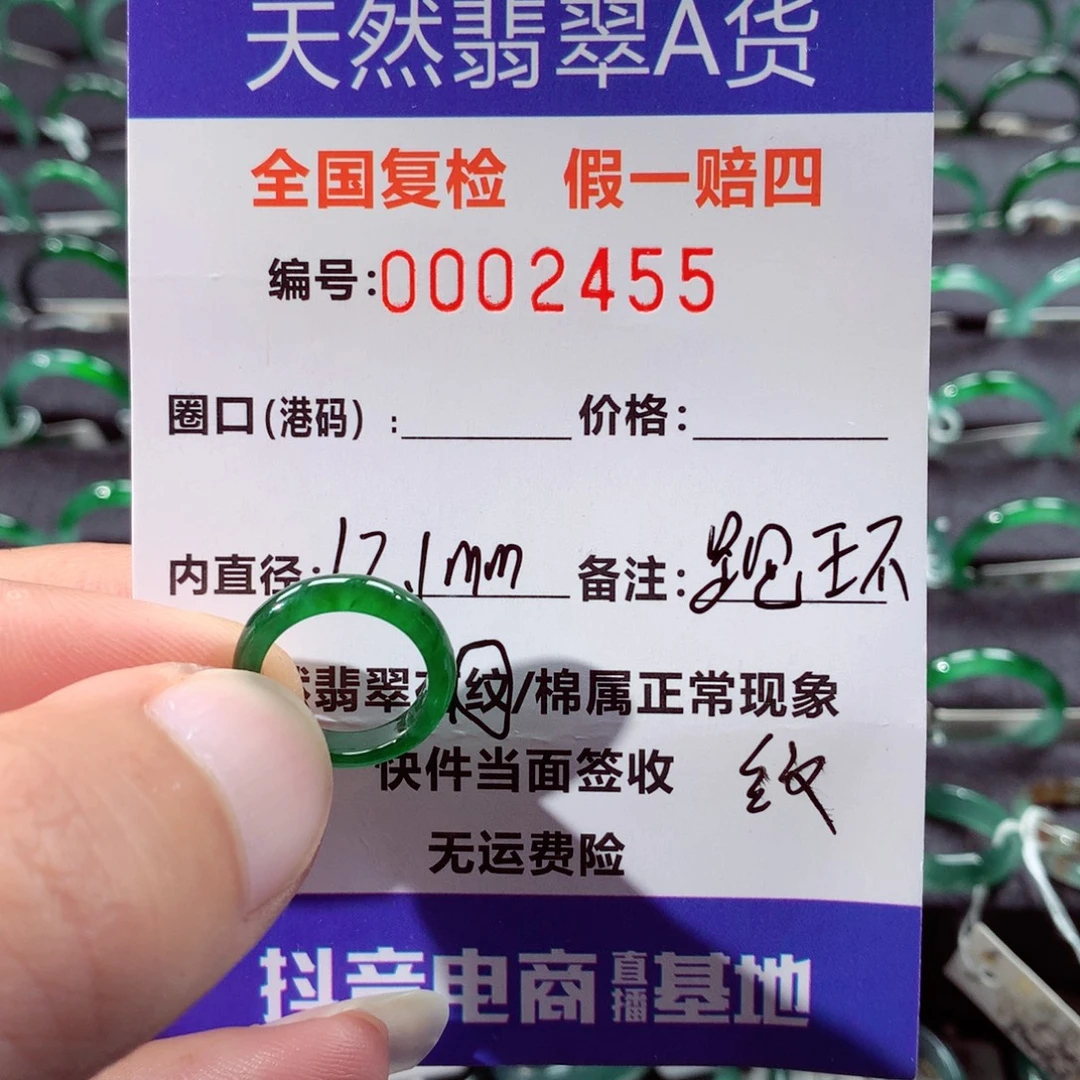 天然翡翠A货
全国复检 假一赔四
编号:0002455
圈口(港码):价格:
内直径:17.1mm 备注:跑环
然翡翠有纹/棉属正常现象
快件当面签收 纹
无运费险
抖音电商直播基地